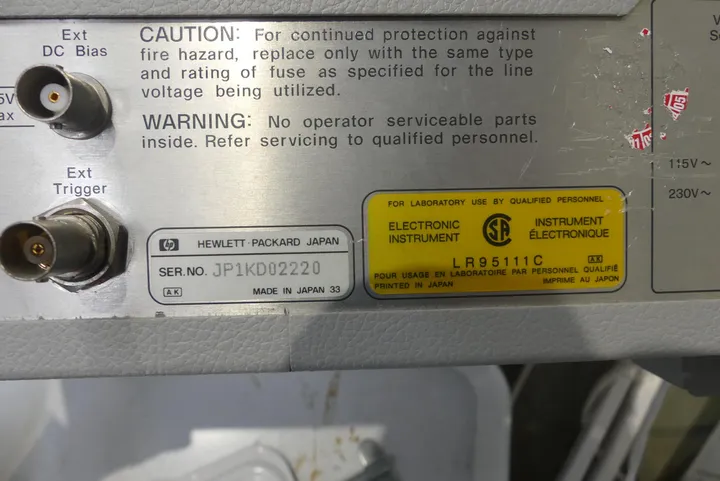 Ext
DC Bias
CAUTION: For continued protection against
fire hazard, replace only with the same type
and rating of fuse as specified for the line
voltage being utilized.
WARNING: No operator serviceable parts
inside. Refer servicing to qualified personnel.
Ext
Trigger
hp HEWLETT·PACKARD JAPAN
SER.NO. JP1KD02220
AK MADE IN JAPAN 33
FOR LABORATORY USE BY QUALIFIED PERSONNEL
ELECTRONIC
INSTRUMENT
INSTRUMENT
ÉLECTRONIQUE
LR95111C
POUR USAGE EN LABORATOIRE PAR PERSONNEL QUALIFIÉ
PRINTED IN JAPAN IMPRIMÉ AU JAPON
115V~
230V~